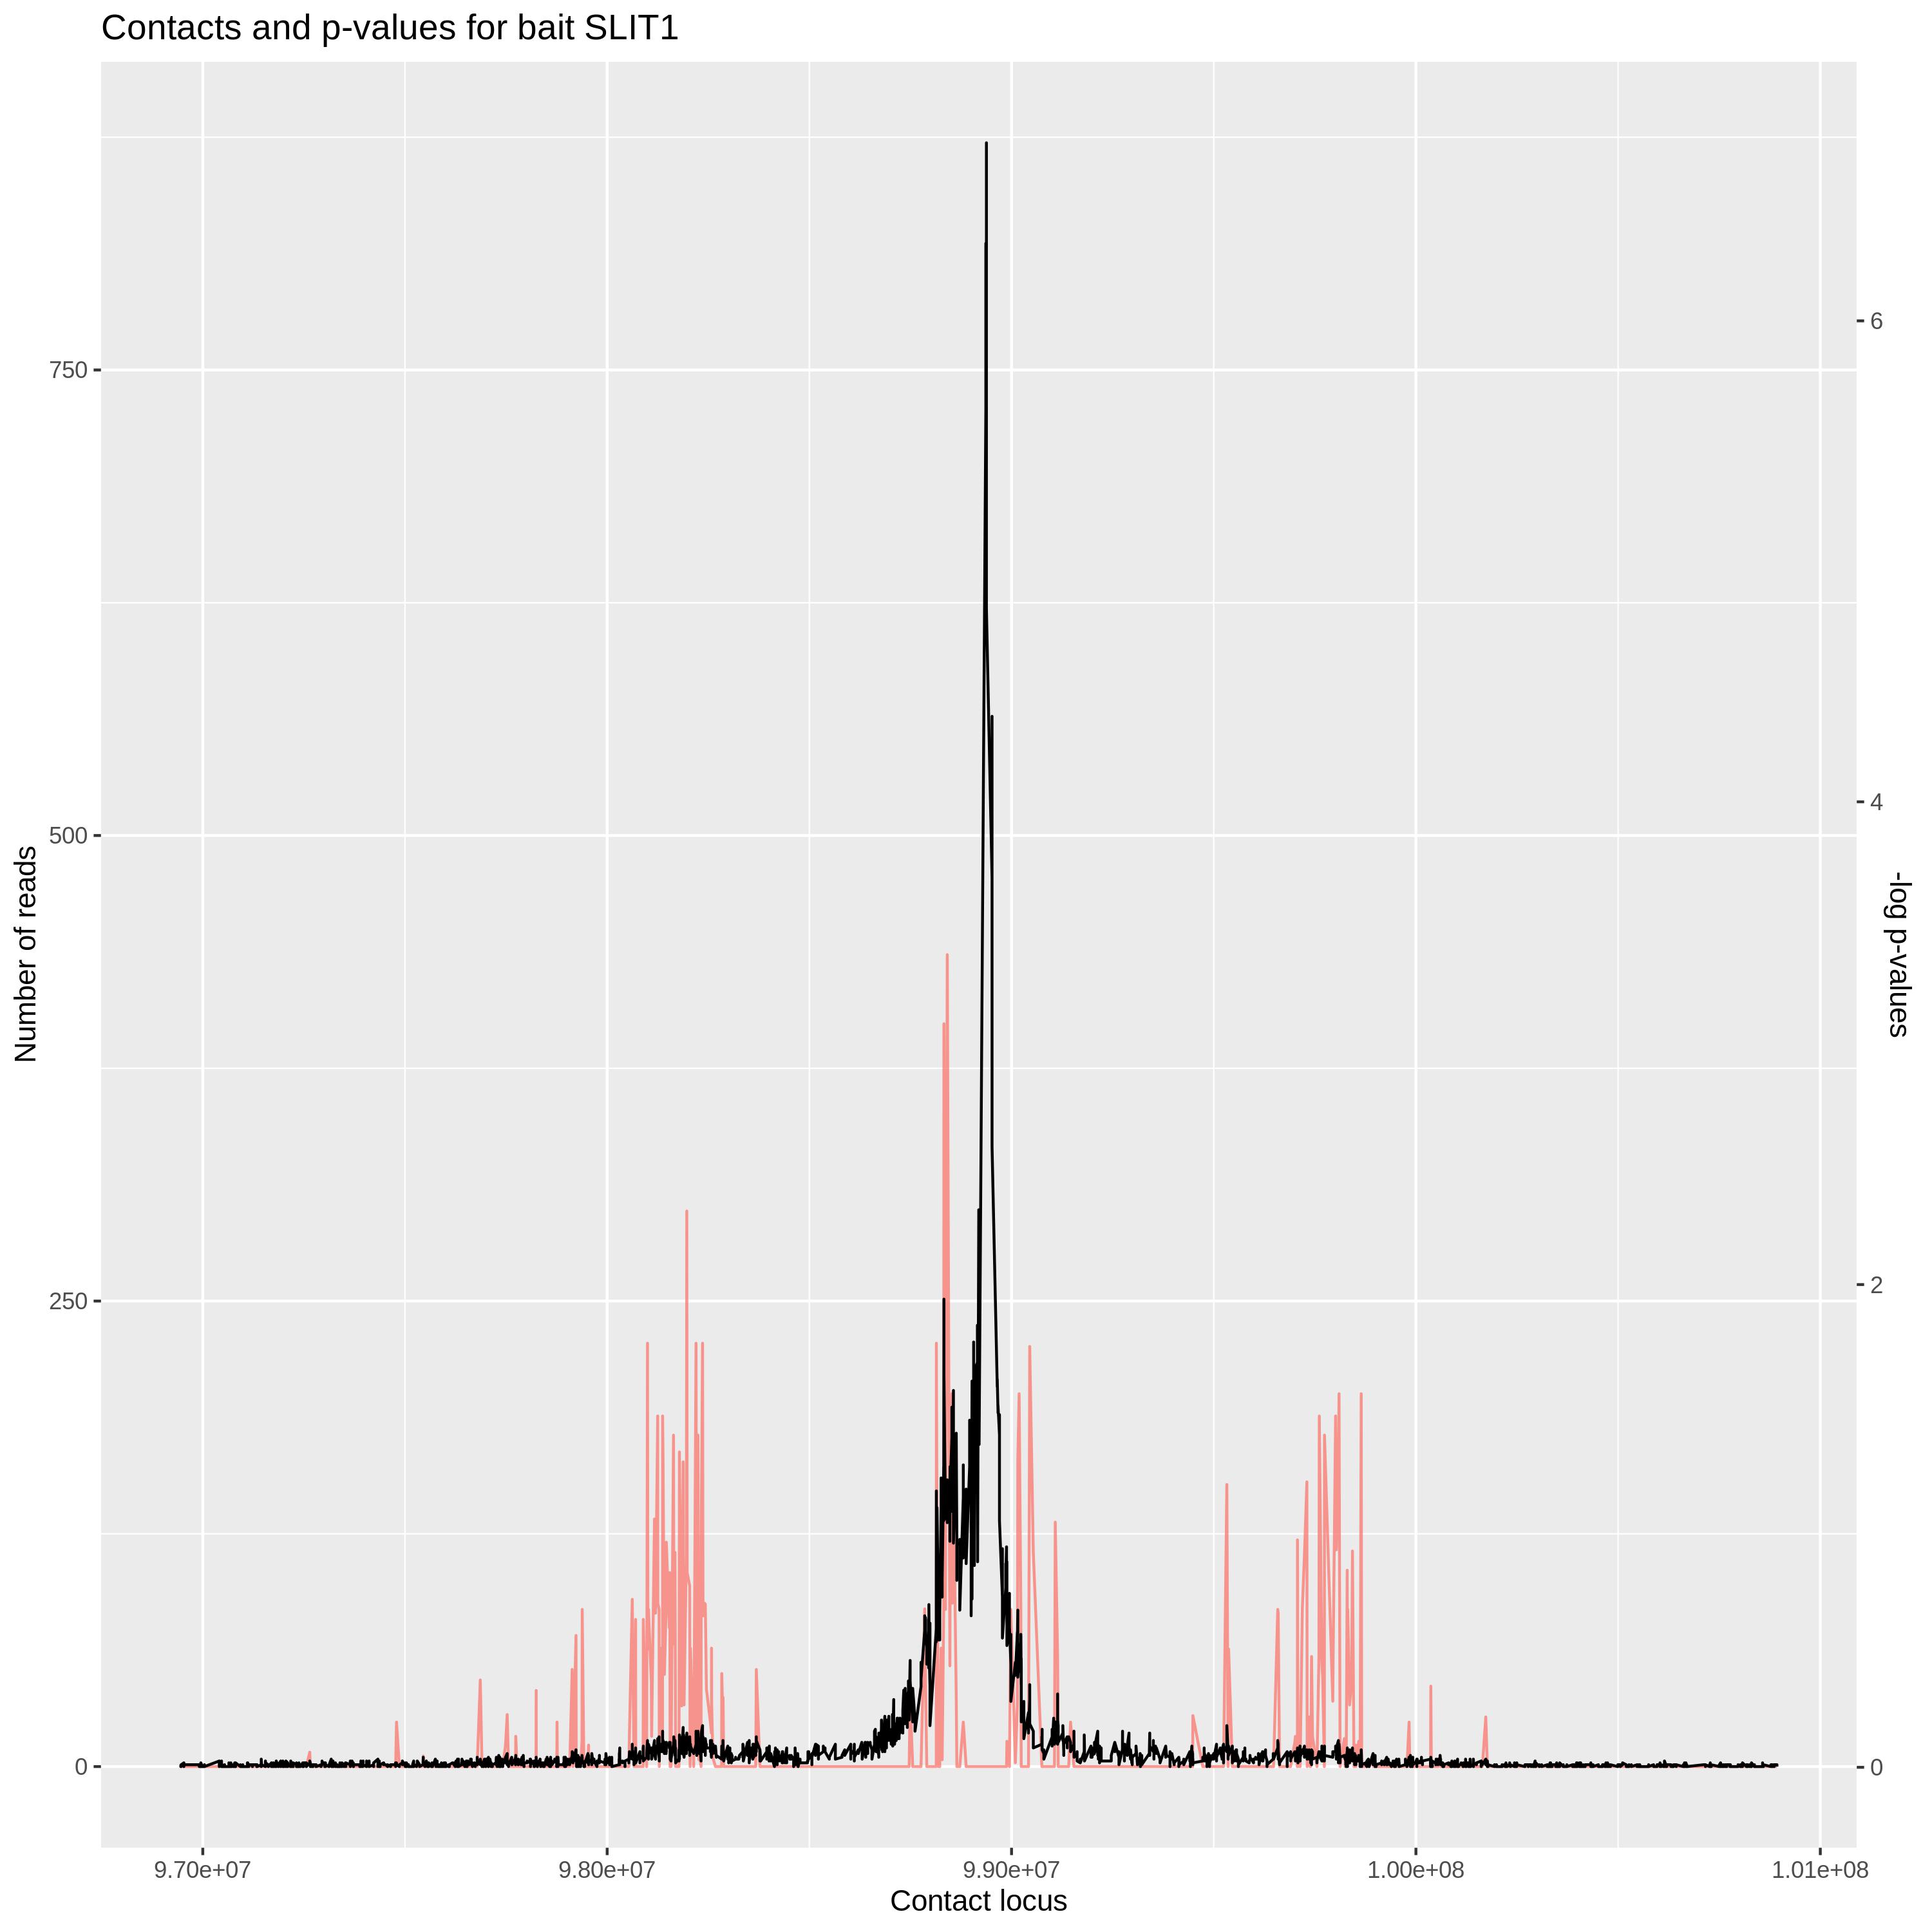 Contacts and p-values for bait SLIT1
Number of reads
750
500
250
0
6
4
2
0
-log p-values
9.70e+07 9.80e+07 9.90e+07 1.00e+08 1.01e+08
Contact locus